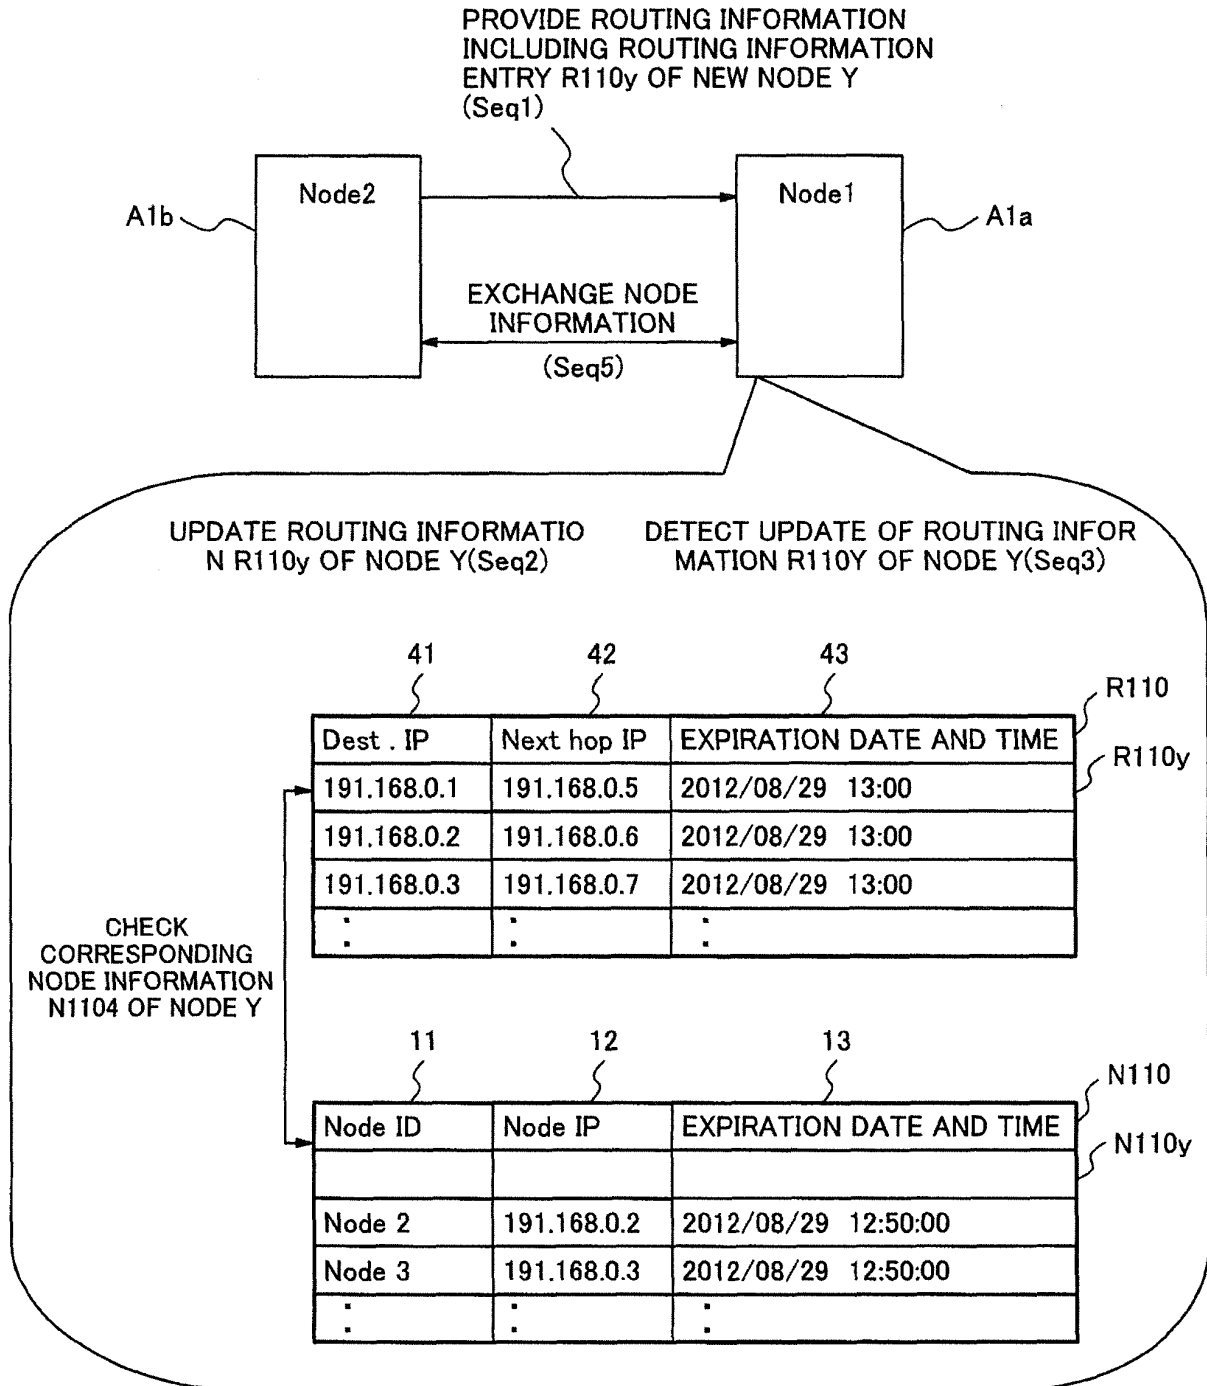 PROVIDE ROUTING INFORMATION
INCLUDING ROUTING INFORMATION
ENTRY R110y OF NEW NODE Y
(Seq1)
Node2
Node1
A1b
A1a
EXCHANGE NODE
INFORMATION
(Seq5)
UPDATE ROUTING INFORMATIO
N R110y OF NODE Y(Seq2)
DETECT UPDATE OF ROUTING INFOR
MATION R110Y OF NODE Y(Seq3)
41 42 43
R110
Dest . IP Next hop IP EXPIRATION DATE AND TIME
R110y
191.168.0.1 191.168.0.5 2012/08/29 13:00
191.168.0.2 191.168.0.6 2012/08/29 13:00
191.168.0.3 191.168.0.7 2012/08/29 13:00
: : :
CHECK
CORRESPONDING
NODE INFORMATION
N1104 OF NODE Y
11 12 13
N110
Node ID Node IP EXPIRATION DATE AND TIME
N110y
Node 2 191.168.0.2 2012/08/29 12:50:00
Node 3 191.168.0.3 2012/08/29 12:50:00
: : :